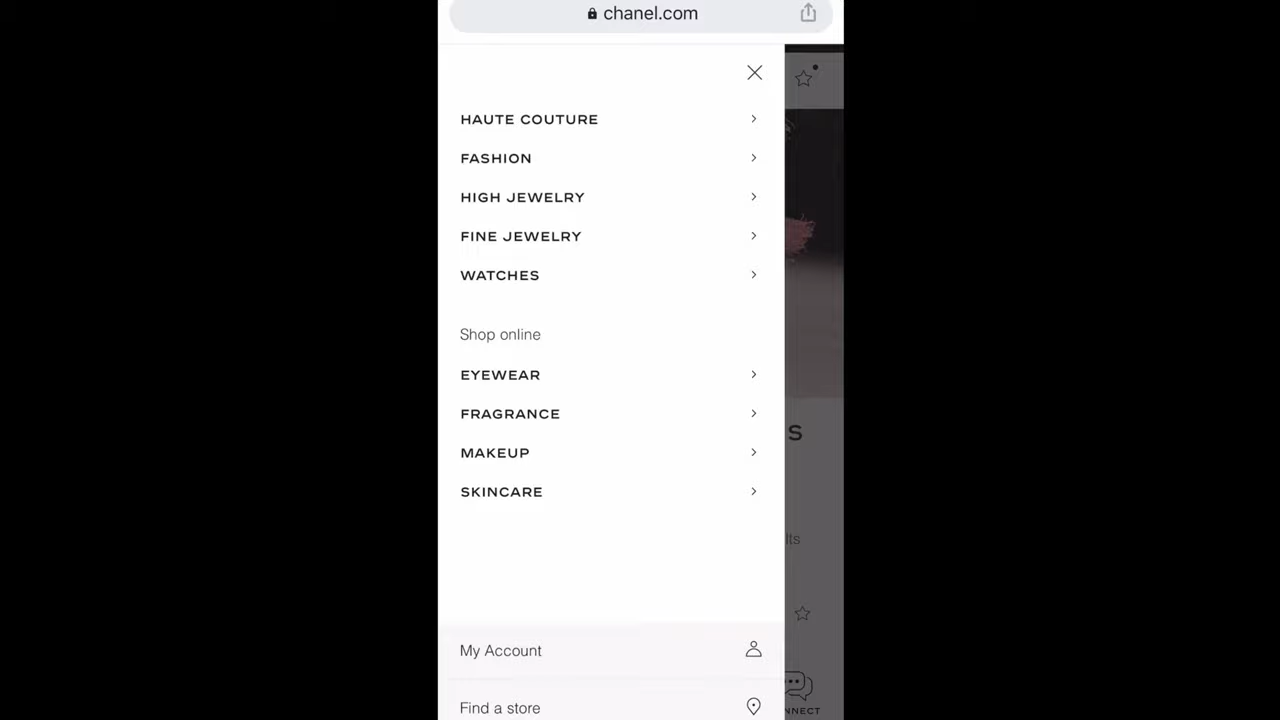 chanel.com
HAUTE COUTURE
FASHION
HIGH JEWELRY
FINE JEWELRY
WATCHES
Shop online
EYEWEAR
FRAGRANCE
MAKEUP
SKINCARE
My Account
Find a store